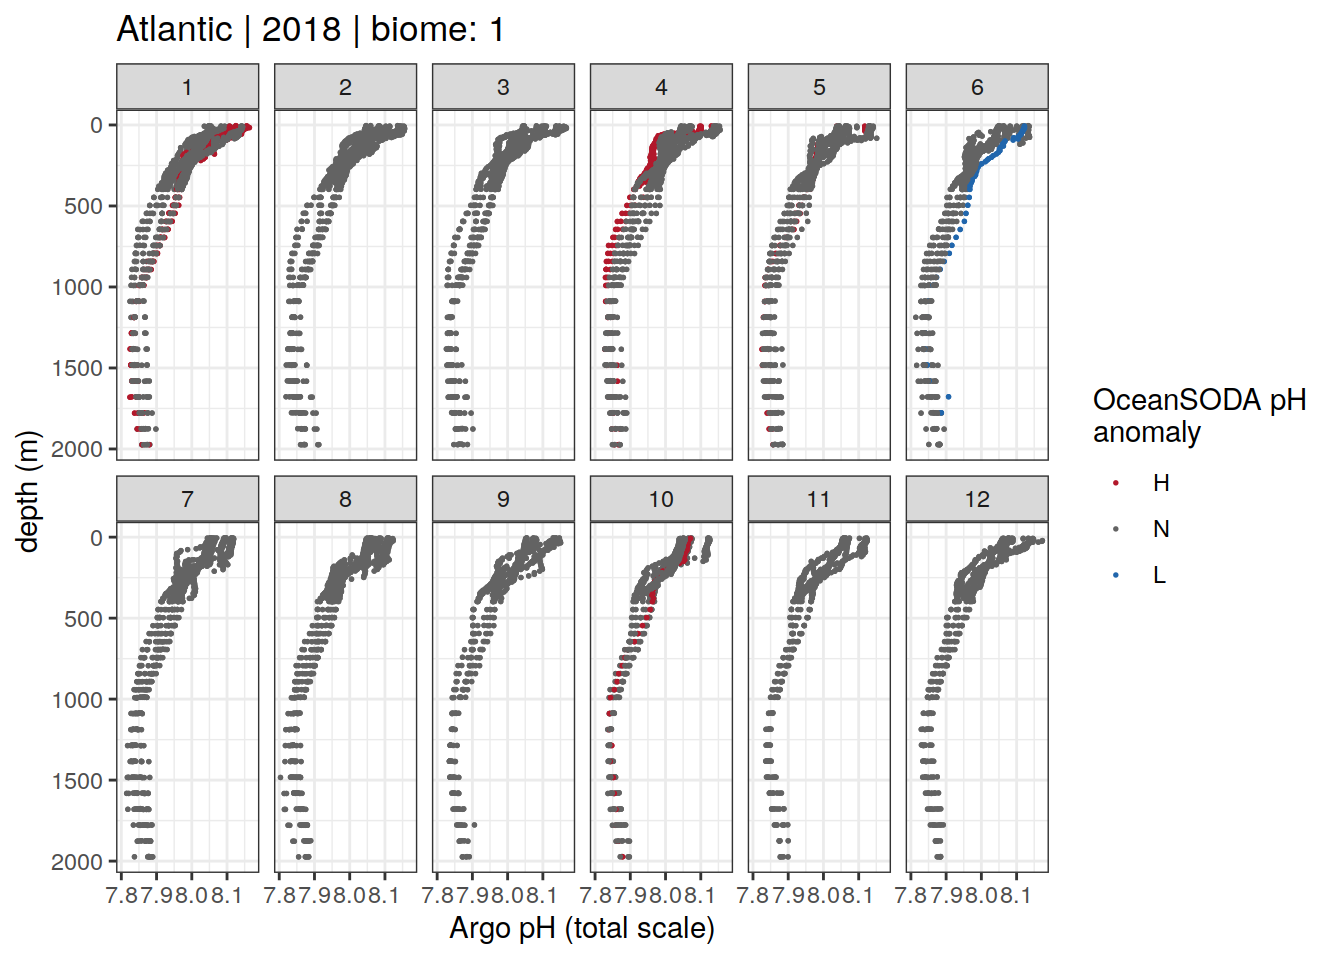 Atlantic | 2018 | biome: 1
1 2 3 4 5 6
0
500
1000
1500
2000
7 8 9 10 11 12
0
500
1000
1500
2000
7.87.98.08.1 7.87.98.08.1 7.87.98.08.1 7.87.98.08.1 7.87.98.08.1 7.87.98.08.1
Argo pH (total scale)
depth (m)
OceanSODA pH
anomaly
H
N
L